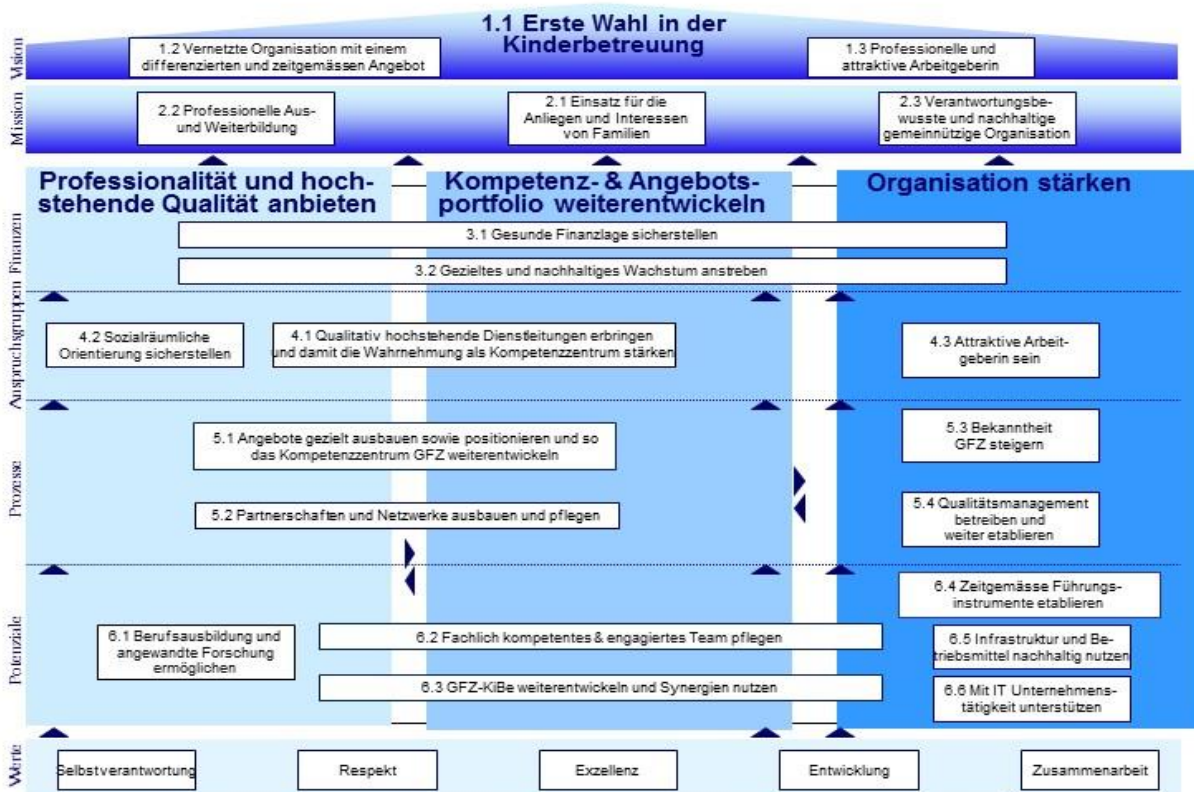 1.1 Erste Wahl in der
Kinderbetreuung
Vision
1.2 Vernetzte Organisation mit einem
differenzierten und zeitgemässen Angebot
1.3 Professionelle und
attraktive Arbeitgeberin
Mission
2.2 Professionelle Aus-
und Weiterbildung
2.1 Einsatz für die
Anliegen und Interessen
von Familien
2.3 Verantwortungsbe-
wusste und nachhaltige
gemeinnützige Organisation
Professionalität und hoch-
stehende Qualität anbieten
Kompetenz- & Angebots-
portfolio weiterentwickeln
Organisation stärken
Finanzen
3.1 Gesunde Finanzlage sicherstellen
3.2 Gezieltes und nachhaltiges Wachstum anstreben
Anspruchsgruppen
4.2 Sozialräumliche
Orientierung sicherstellen
4.1 Qualitativ hochstehende Dienstleitungen erbringen
und damit die Wahrnehmung als Kompetenzzentrum stärken
4.3 Attraktive Arbeit-
geberin sein
Prozesse
5.1 Angebote gezielt ausbauen sowie positionieren und so
das Kompetenzzentrum GFZ weiterentwickeln
5.3 Bekanntheit
GFZ steigern
5.2 Partnerschaften und Netzwerke ausbauen und pflegen
5.4 Qualitätsmanagement
betreiben und
weiter etablieren
Potenziale
6.4 Zeitgemässe Führungs-
instrumente etablieren
6.1 Berufsausbildung und
angewandte Forschung
ermöglichen
6.2 Fachlich kompetentes & engagiertes Team pflegen
6.5 Infrastruktur und Be-
triebsmittel nachhaltig nutzen
6.3 GFZ-KiBe weiterentwickeln und Synergien nutzen
6.6 Mit IT Unternehmens-
tätigkeit unterstützen
Werte
Selbstverantwortung
Respekt
Exzellenz
Entwicklung
Zusammenarbeit